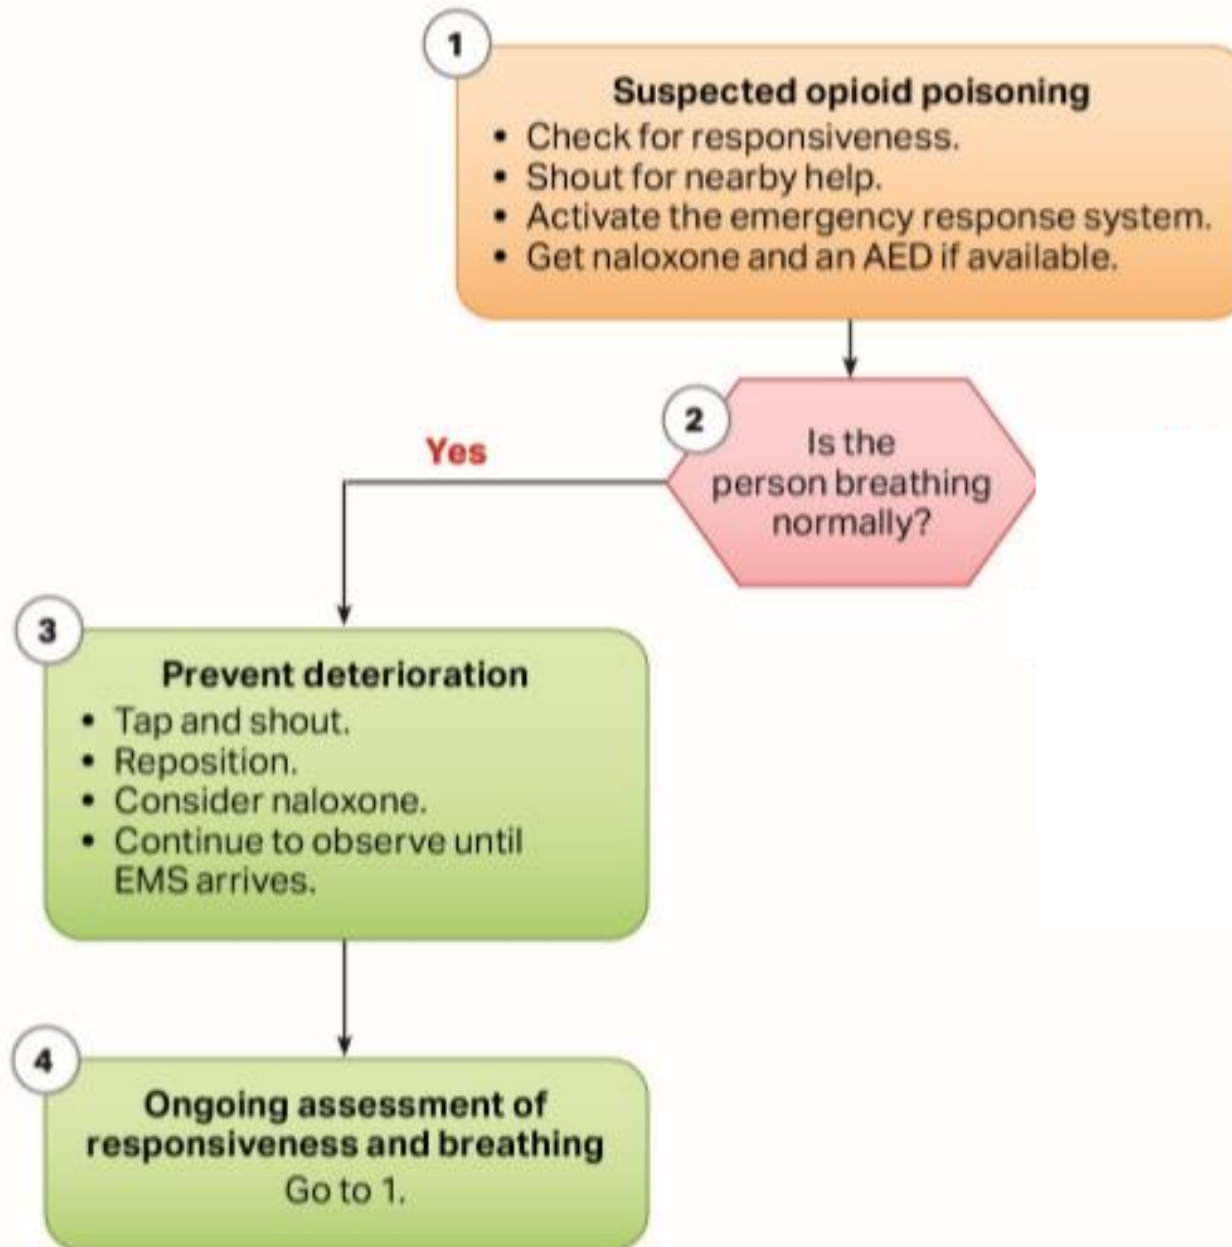 1
Suspected opioid poisoning
• Check for responsiveness.
• Shout for nearby help.
• Activate the emergency response system.
• Get naloxone and an AED if available.
2
Is the
person breathing
normally?
Yes
3
Prevent deterioration
• Tap and shout.
• Reposition.
• Consider naloxone.
• Continue to observe until
EMS arrives.
4
Ongoing assessment of
responsiveness and breathing
Go to 1.